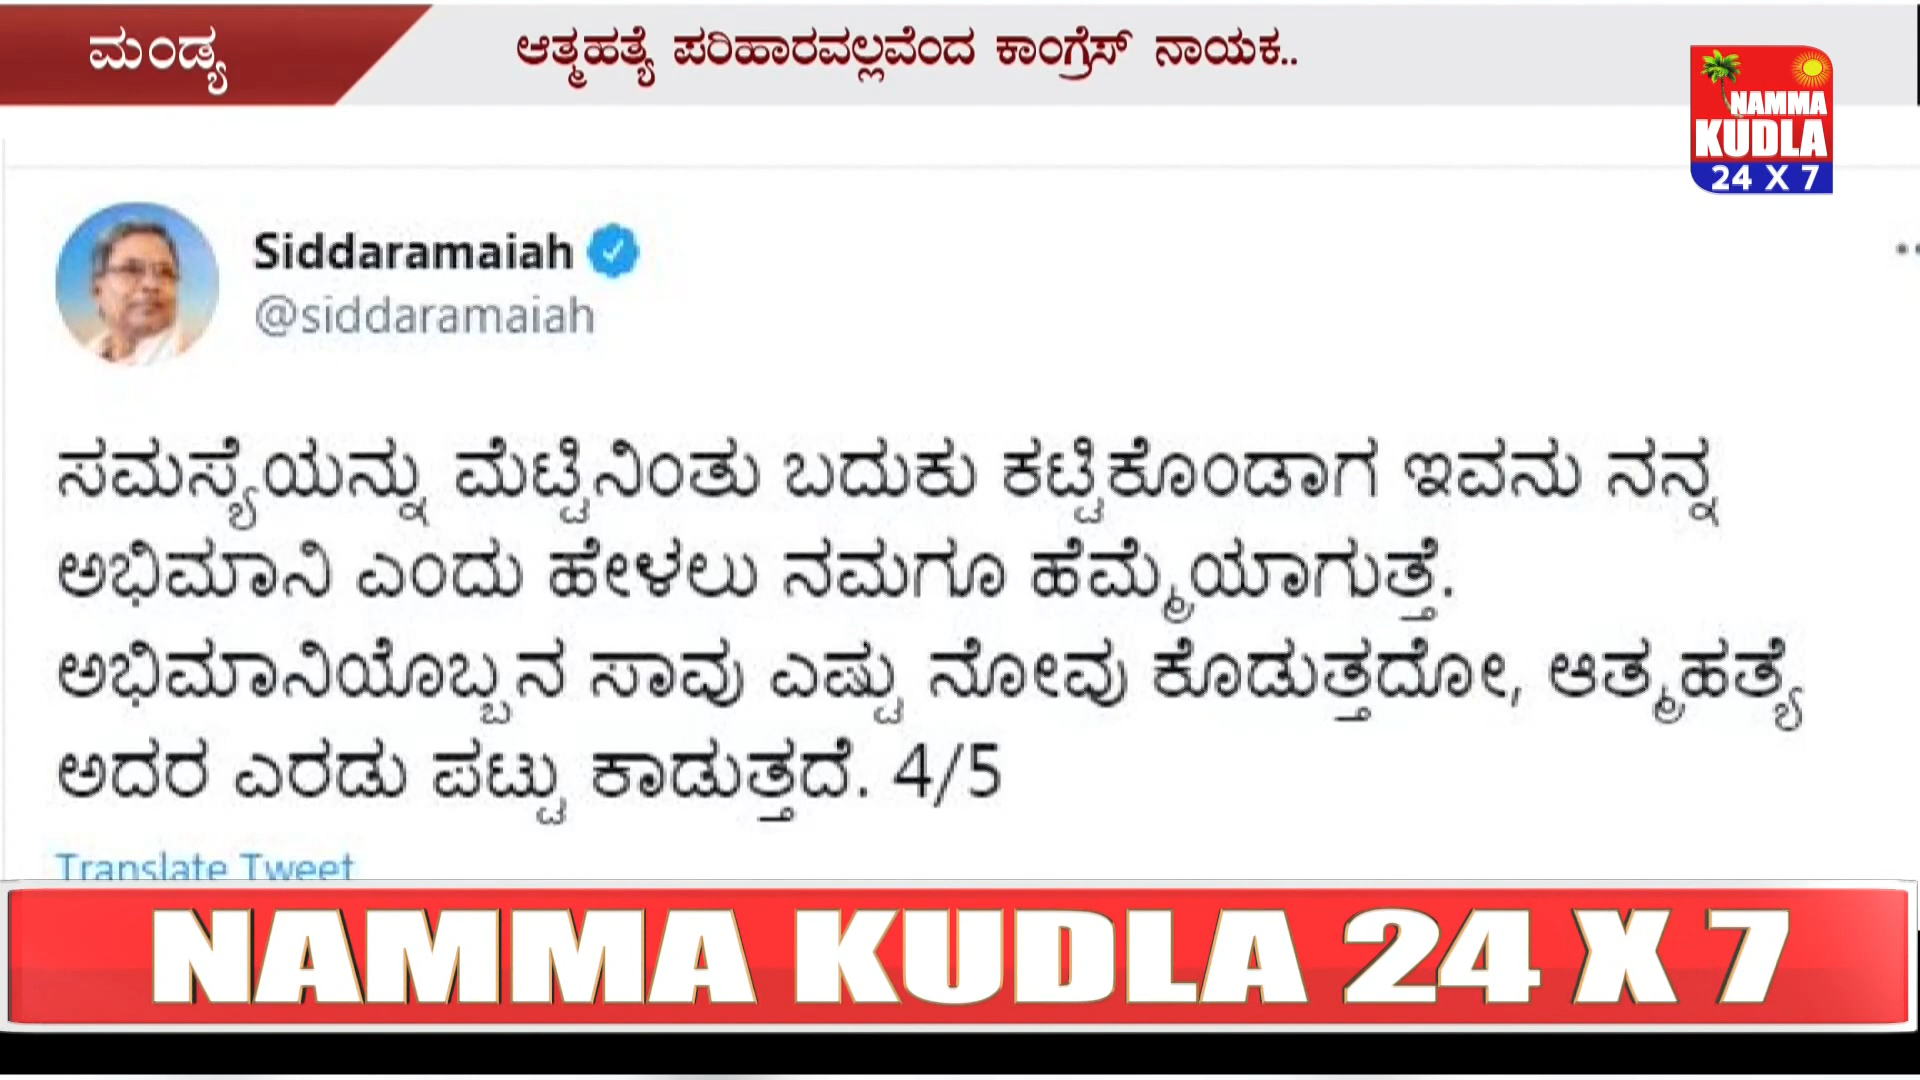 ಮಂಡ್ಯ
ಆತ್ಮಹತ್ಯೆ ಪರಿಹಾರವಲ್ಲವೆಂದ ಕಾಂಗ್ರೆಸ್ ನಾಯಕ..
NAMMA
KUDLA
24 X 7
Siddaramaiah
@siddaramaiah
ಸಮಸ್ಯೆಯನ್ನು ಮೆಟ್ಟಿನಿಂತು ಬದುಕು ಕಟ್ಟಿಕೊಂಡಾಗ ಇವನು ನನ್ನ
ಅಭಿಮಾನಿ ಎಂದು ಹೇಳಲು ನಮಗೂ ಹೆಮ್ಮೆಯಾಗುತ್ತೆ.
ಅಭಿಮಾನಿಯೊಬ್ಬನ ಸಾವು ಎಷ್ಟು ನೋವು ಕೊಡುತ್ತದೋ, ಆತ್ಮಹತ್ಯೆ
ಅದರ ಎರಡು ಪಟ್ಟು ಕಾಡುತ್ತದೆ. 4/5
Translate Tweet
NAMMA KUDLA 24 X 7